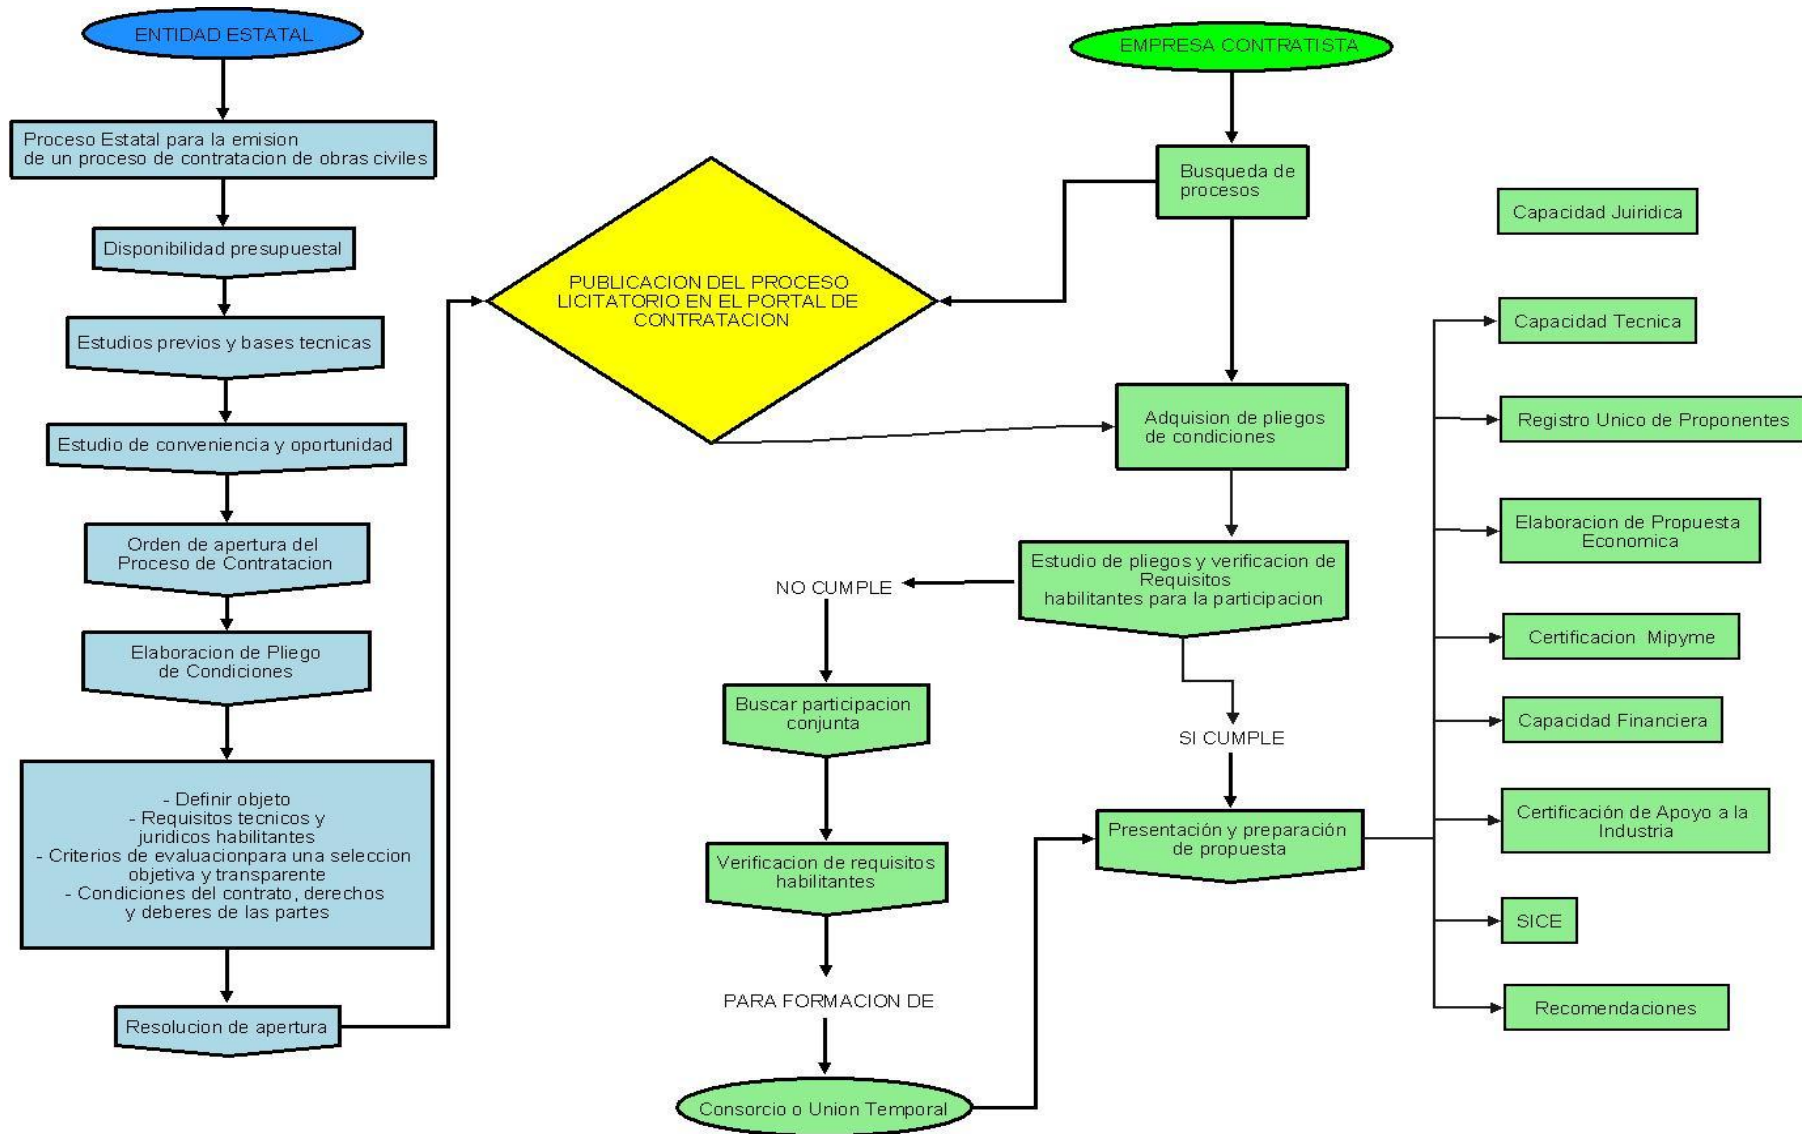 ENTIDAD ESTATAL
Proceso Estatal para la emision
de un proceso de contratacion de obras civiles
Disponibilidad presupuestal
Estudios previos y bases tecnicas
Estudio de conveniencia y oportunidad
Orden de apertura del
Proceso de Contratacion
Elaboracion de Pliego
de Condiciones
- Definir objeto
- Requisitos tecnicos y
juridicos habilitantes
- Criterios de evaluacionpara una seleccion
objetiva y transparente
- Condiciones del contrato, derechos
y deberes de las partes
Resolucion de apertura
PUBLICACION DEL PROCESO
LICITATORIO EN EL PORTAL DE
CONTRATACION
EMPRESA CONTRATISTA
Busqueda de
procesos
Adquision de pliegos
de condiciones
Estudio de pliegos y verificacion de
Requisitos
habilitantes para la participacion
NO CUMPLE
Buscar participacion
conjunta
Verificacion de requisitos
habilitantes
PARA FORMACION DE
Consorcio o Union Temporal
SI CUMPLE
Presentación y preparación
de propuesta
Capacidad Juiridica
Capacidad Tecnica
Registro Unico de Proponentes
Elaboracion de Propuesta
Economica
Certificacion Mipyme
Capacidad Financiera
Certificación de Apoyo a la
Industria
SICE
Recomendaciones